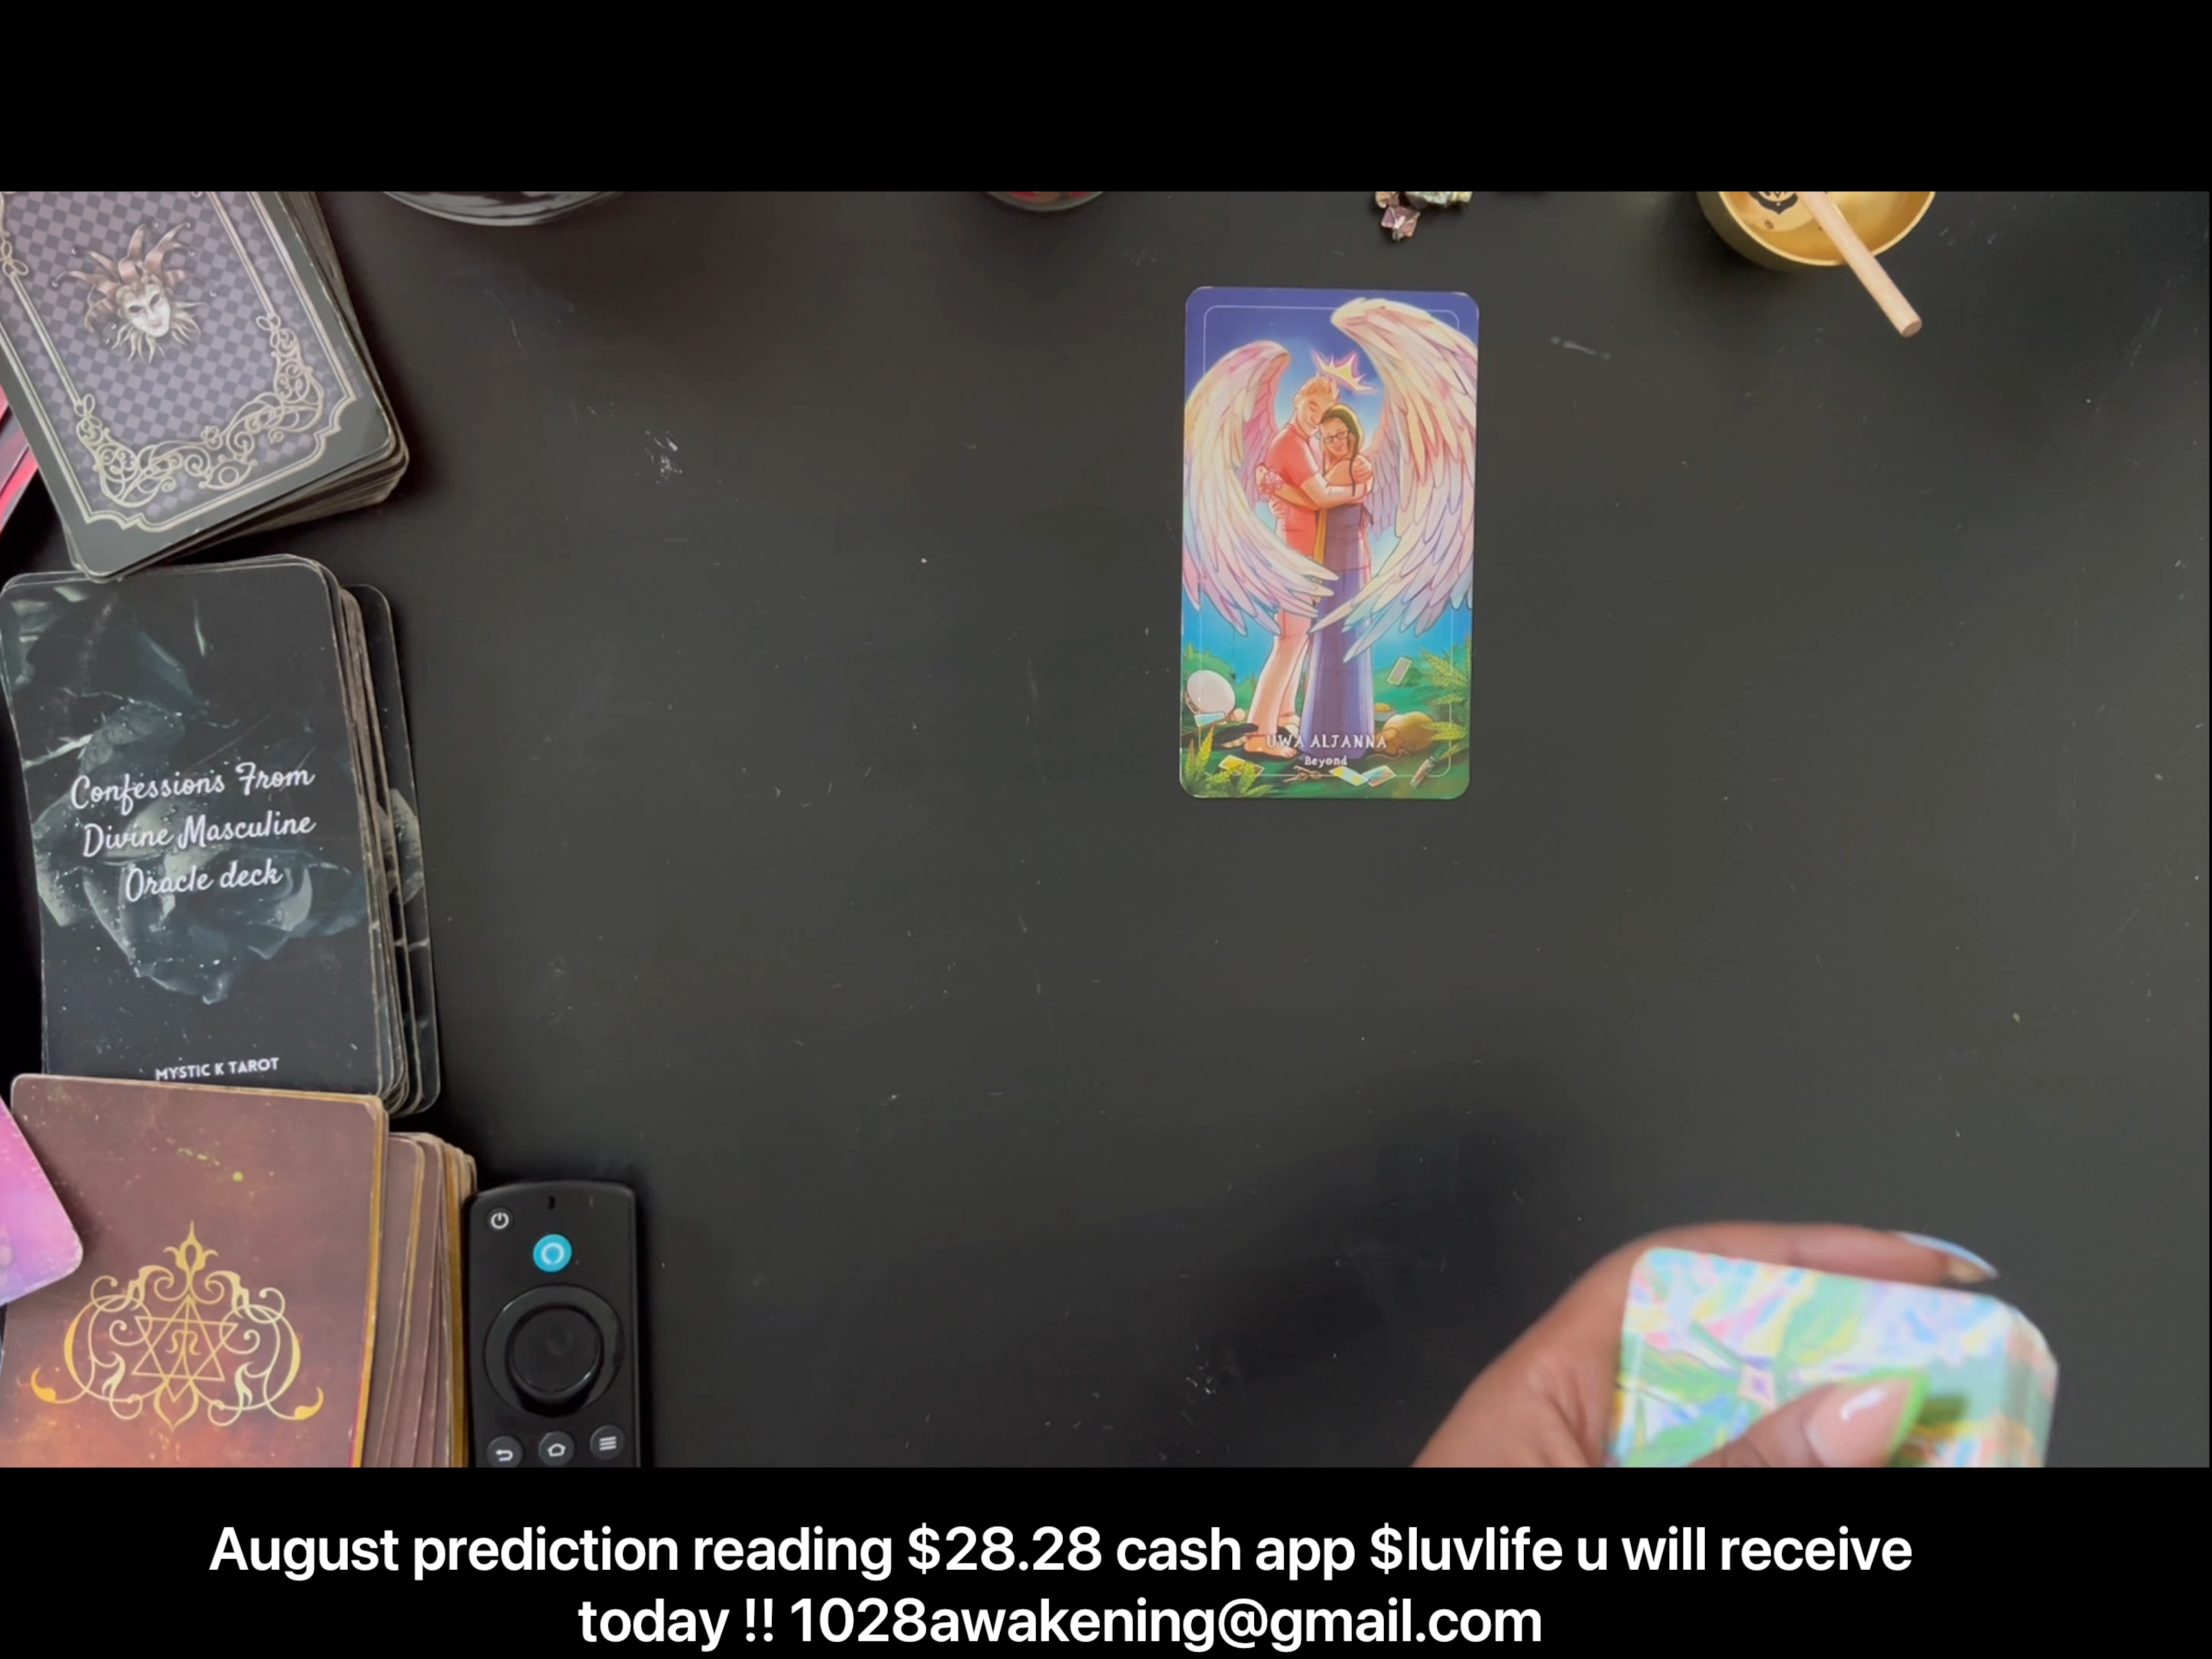 UWA ALJANNA
Beyond
Confessions From
Divine Masculine
Oracle deck
MYSTIC K TAROT
August prediction reading $28.28 cash app $luvlife u will receive
today !! 1028awakening@gmail.com